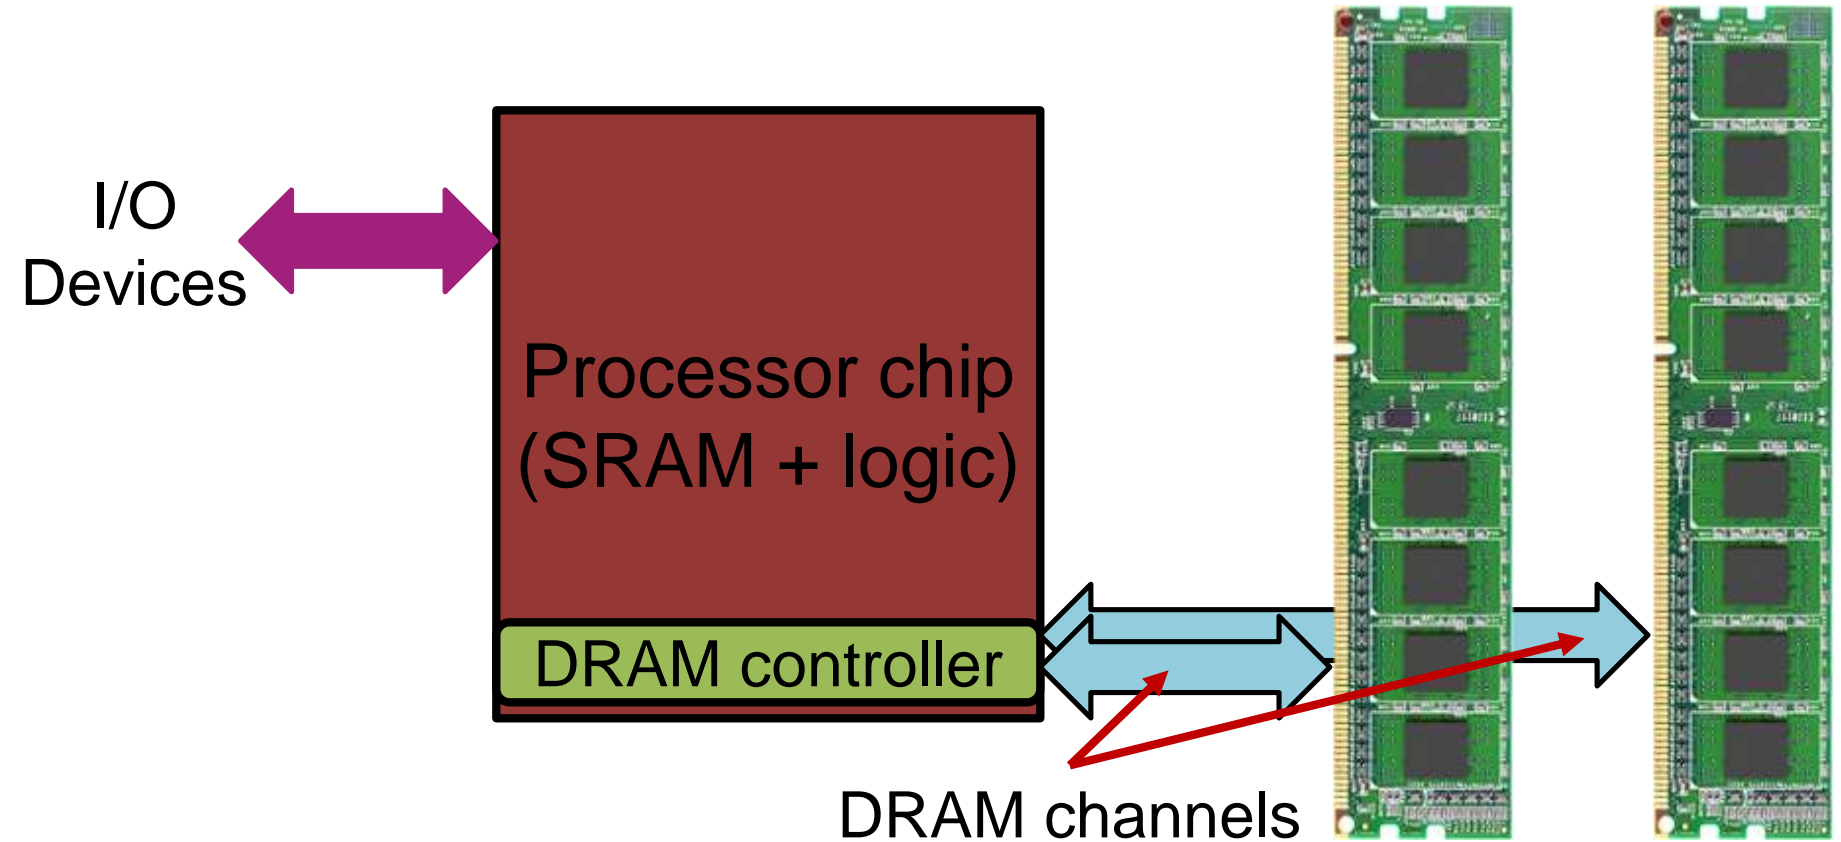 I/O
Devices
Processor chip
(SRAM + logic)
DRAM controller
DRAM channels